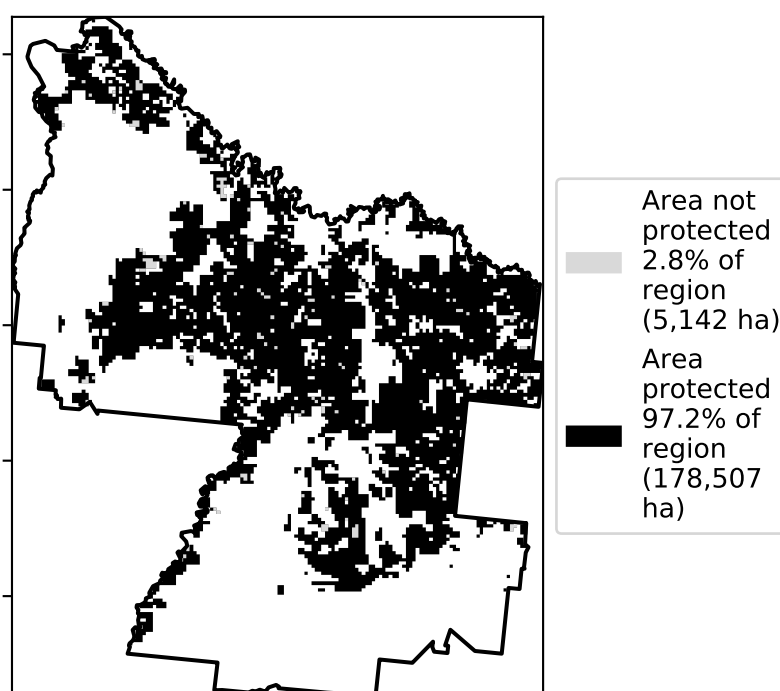 Area not
protected
2.8% of
region
(5,142 ha)
Area
protected
97.2% of
region
(178,507
ha)